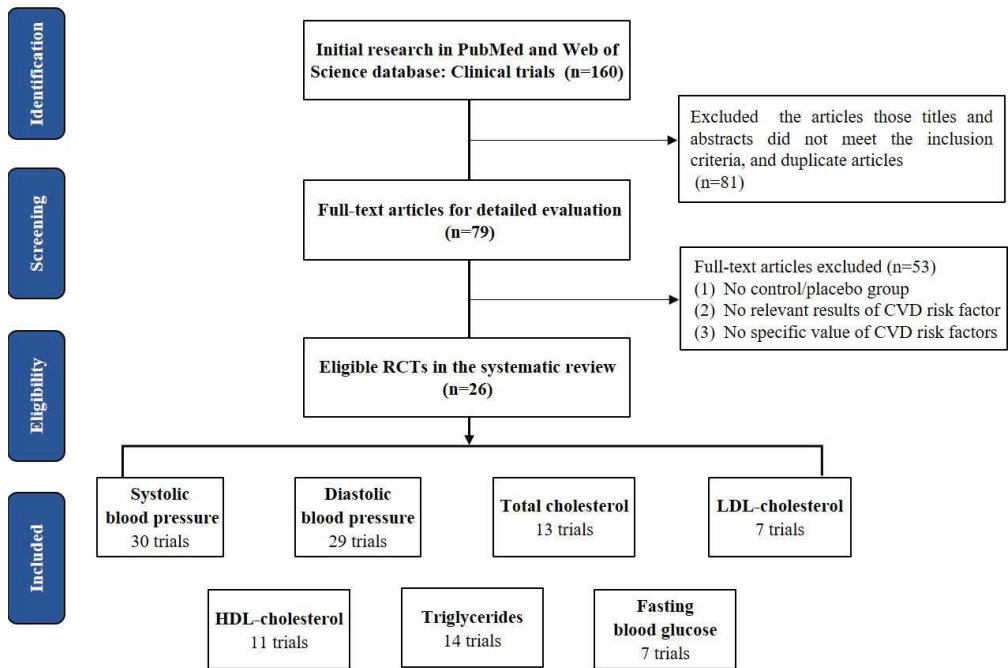 Identification
Initial research in PubMed and Web of
Science database: Clinical trials (n=160)
Excluded the articles those titles and
abstracts did not meet the inclusion
criteria, and duplicate articles
(n=81)
Screening
Full-text articles for detailed evaluation
(n=79)
Full-text articles excluded (n=53)
(1) No control/placebo group
(2) No relevant results of CVD risk factor
(3) No specific value of CVD risk factors
Eligibility
Eligible RCTs in the systematic review
(n=26)
Included
Systolic
blood pressure
30 trials
Diastolic
blood pressure
29 trials
Total cholesterol
13 trials
LDL-cholesterol
7 trials
HDL-cholesterol
11 trials
Triglycerides
14 trials
Fasting
blood glucose
7 trials